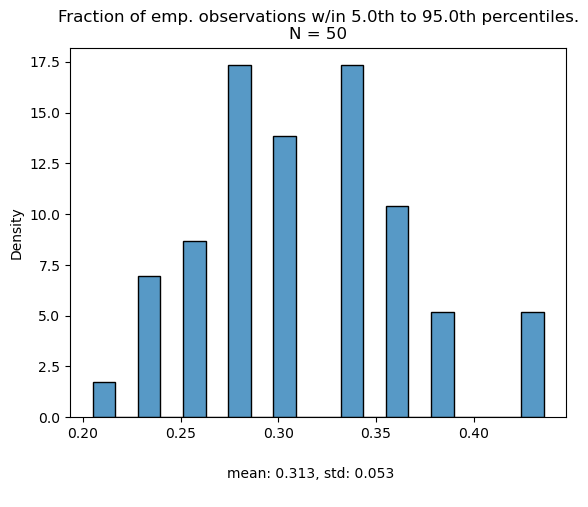 Fraction of emp. observations w/in 5.0th to 95.0th percentiles.
N = 50
17.5
15.0
12.5
10.0
7.5
5.0
2.5
0.0
Density
0.20 0.25 0.30 0.35 0.40
mean: 0.313, std: 0.053